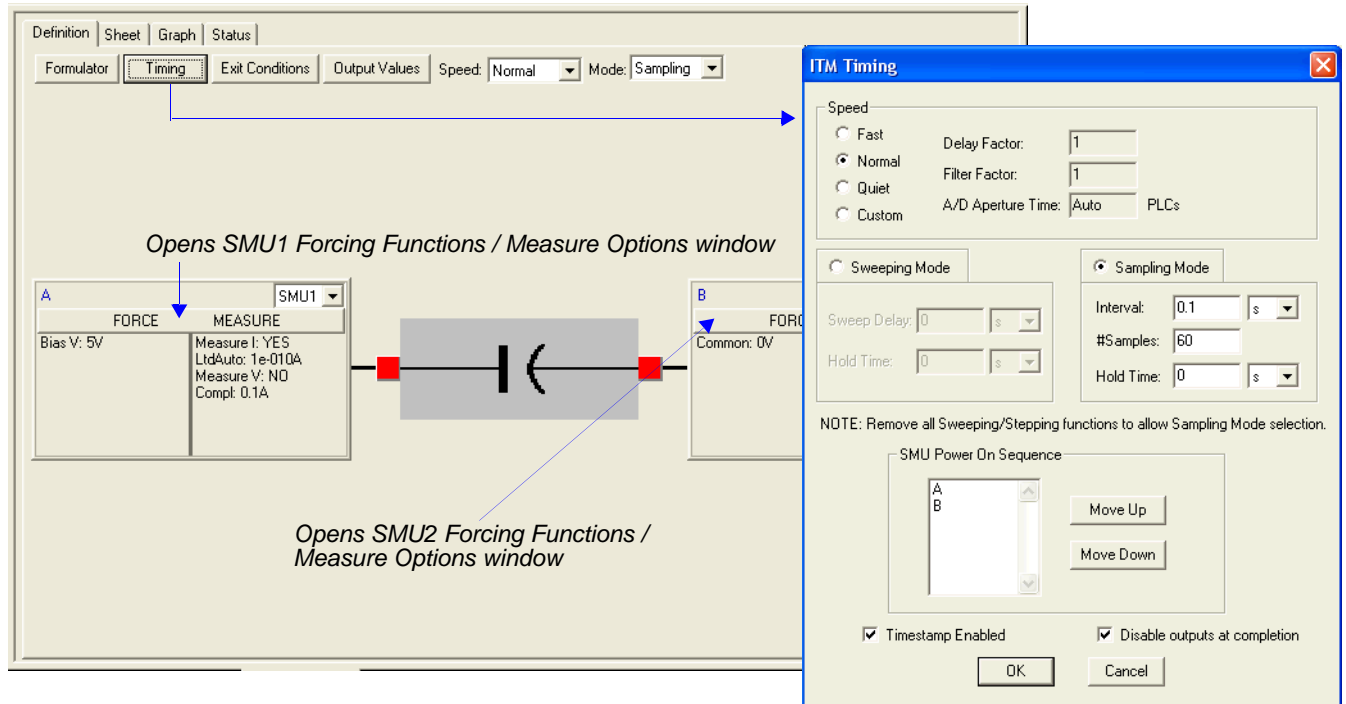 Definition Sheet Graph Status
Formulator Timing Exit Conditions Output Values Speed: Normal Mode: Sampling
Opens SMU1 Forcing Functions / Measure Options window
A SMU1
FORCE MEASURE
Bias V: 5V
Measure I: YES
LtdAuto: 1e-010A
Measure V: NO
Compl: 0.1A
B
Common: 0V
Opens SMU2 Forcing Functions /
Measure Options window
ITM Timing
Speed
Fast
Normal
Quiet
Custom
Delay Factor: 1
Filter Factor: 1
A/D Aperture Time: Auto PLCs
Sweeping Mode
Sweep Delay: 0 s
Hold Time: 0 s
Sampling Mode
Interval: 0.1 s
#Samples: 60
Hold Time: 0 s
NOTE: Remove all Sweeping/Stepping functions to allow Sampling Mode selection.
SMU Power On Sequence
A
B
Move Up
Move Down
Timestamp Enabled Disable outputs at completion
OK Cancel